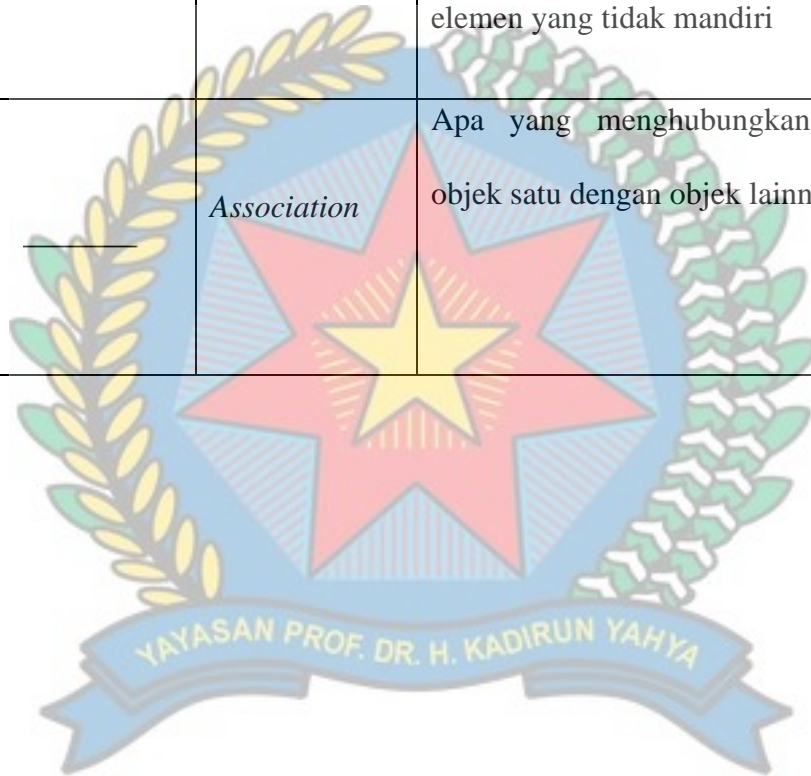 elemen yang tidak mandiri
Apa yang menghubungkan
Association
objek satu dengan objek lainn
YAYASAN PROF. DR. H. KADIRUN YAHYA